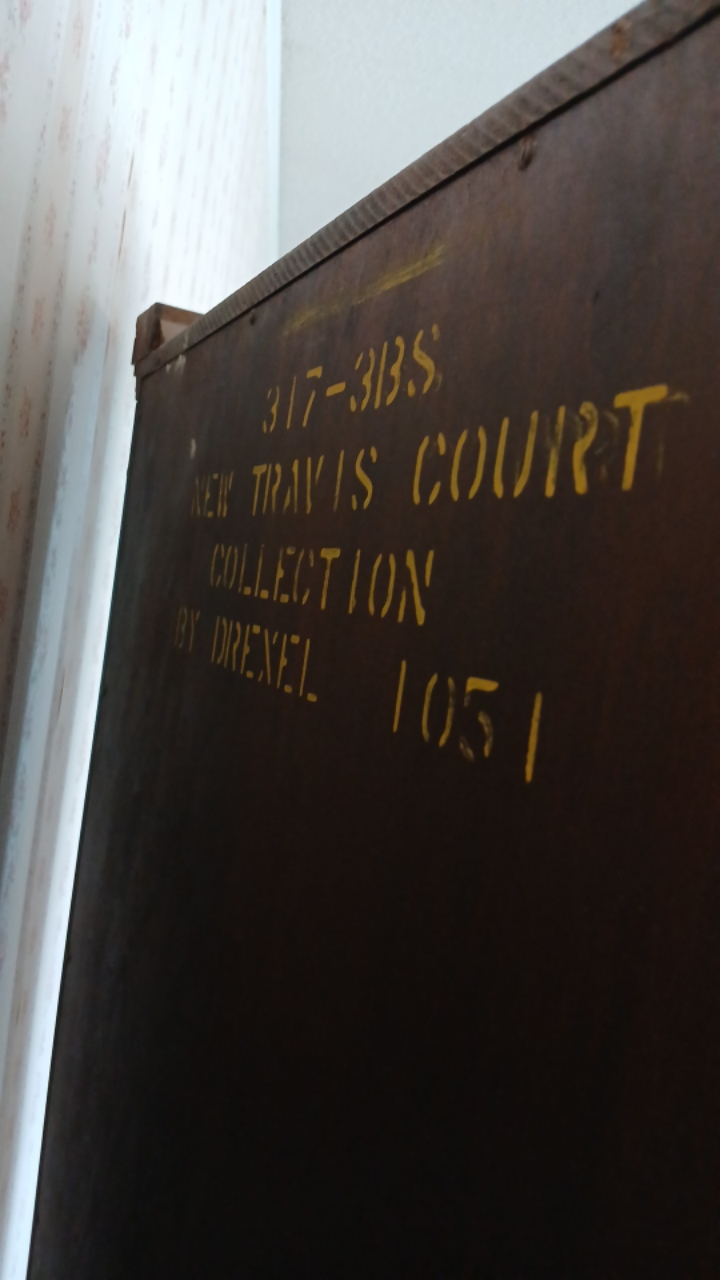 317-3BS
NEW TRAVIS COURT
COLLECTION
BY DREXEL 1051